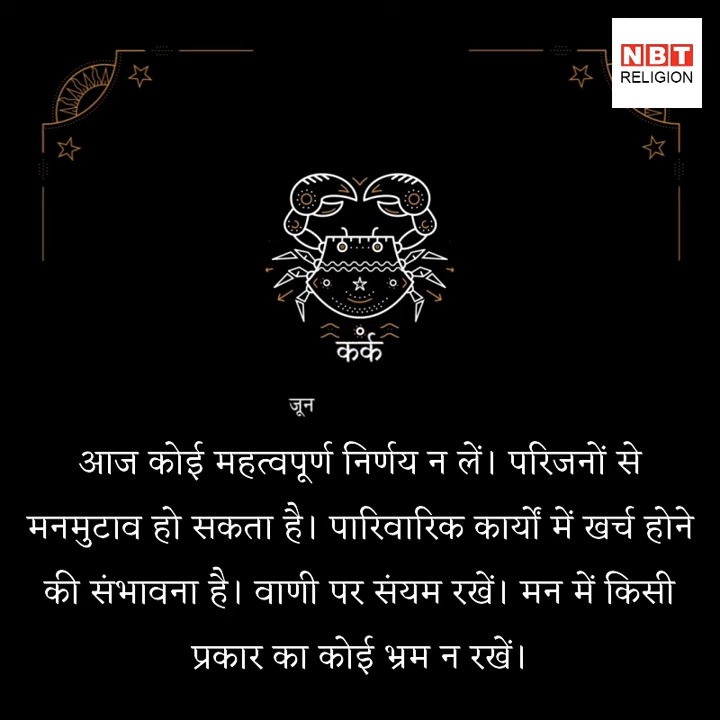 NBT
RELIGION
कर्क
जून
आज कोई महत्वपूर्ण निर्णय न लें। परिजनों से
मनमुटाव हो सकता है। पारिवारिक कार्यों में खर्च होने
की संभावना है। वाणी पर संयम रखें। मन में किसी
प्रकार का कोई भ्रम न रखें।